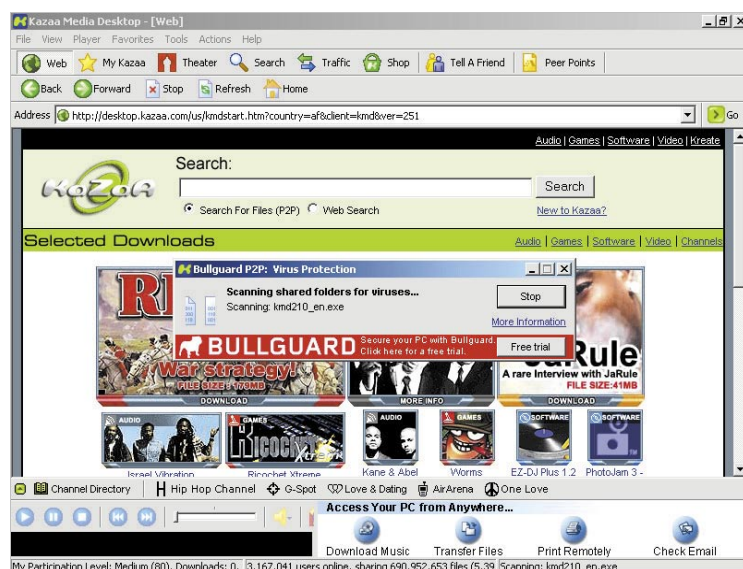 Kazaa Media Desktop - [Web]
File View Player Favorites Tools Actions Help
Web My Kazaa Theater Search Traffic Shop Tell A Friend Peer Points
Back Forward Stop Refresh Home
Address http://desktop.kazaa.com/us/kmdstart.htm?country=af&client=kmd&ver=251 Go
Audio | Games | Software | Video | Kreate
KaZaA
Search:
Search
Search For Files (P2P) Web Search
New to Kazaa?
Selected Downloads
Audio | Games | Software | Video | Channels
Bullguard P2P: Virus Protection
Scanning shared folders for viruses...
Scanning: kmd210_en.exe
Stop
More Information
BULLGUARD
Secure your PC with Bullguard.
Click here for a free trial.
Free trial
War strategy!
FILE SIZE:179MB
DOWNLOAD
MORE INFO
JaRule
A rare Interview with JaRule
FILE SIZE:41MB
DOWNLOAD
AUDIO GAMES AUDIO GAMES SOFTWARE SOFTWARE
Ricochet Xtreme
Israel Vibration Ricochet Xtreme Kane & Abel Worms EZ-DJ Plus 1.2 PhotoJam 3 -
Channel Directory Hip Hop Channel G-Spot Love & Dating AirArena One Love
Access Your PC from Anywhere...
Download Music Transfer Files Print Remotely Check Email
My Participation Level: Medium (80), Downloads: 0, 3,167,041 users online, sharing 690,952,653 files (5,39 Scanning: kmd210_en.exe